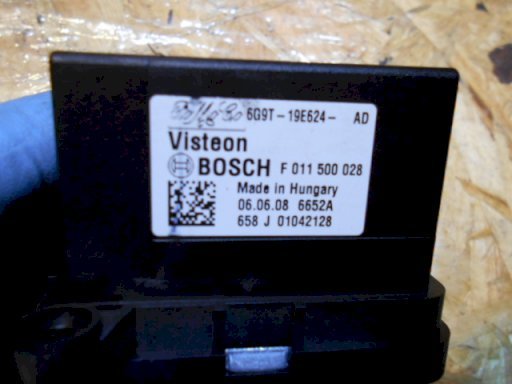 6G9T-19E624- AD
Visteon
BOSCH F 011 500 028
Made in Hungary
06.06.08 6652A
658 J 01042128